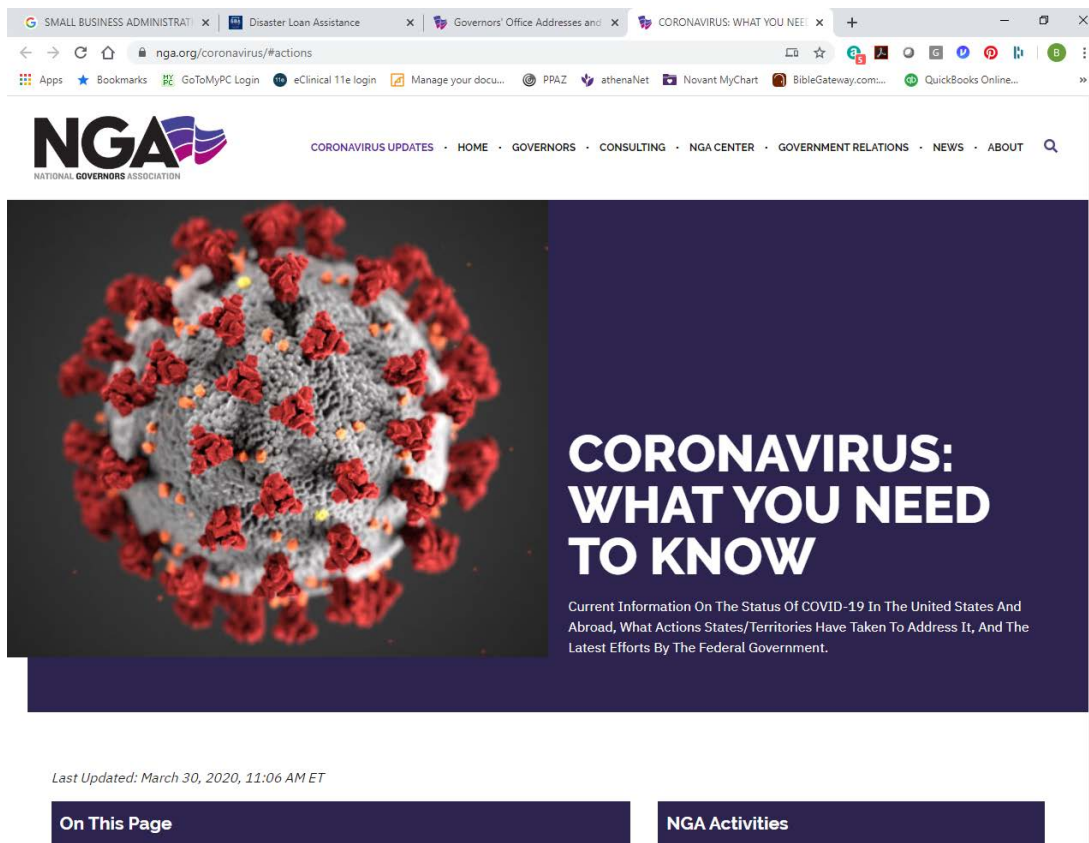 SMALL BUSINESS ADMINISTRATI
Disaster Loan Assistance
Governors' Office Addresses and
CORONAVIRUS: WHAT YOU NEE
nga.org/coronavirus/#actions
Apps
Bookmarks
GoToMyPC Login
eClinical 11e login
Manage your docu...
PPAZ
athenaNet
Novant MyChart
BibleGateway.com:...
QuickBooks Online...
NGA
NATIONAL GOVERNORS ASSOCIATION
CORONAVIRUS UPDATES · HOME · GOVERNORS · CONSULTING · NGA CENTER · GOVERNMENT RELATIONS · NEWS · ABOUT
CORONAVIRUS:
WHAT YOU NEED
TO KNOW
Current Information On The Status Of COVID-19 In The United States And
Abroad, What Actions States/Territories Have Taken To Address It, And The
Latest Efforts By The Federal Government.
Last Updated: March 30, 2020, 11:06 AM ET
On This Page
NGA Activities